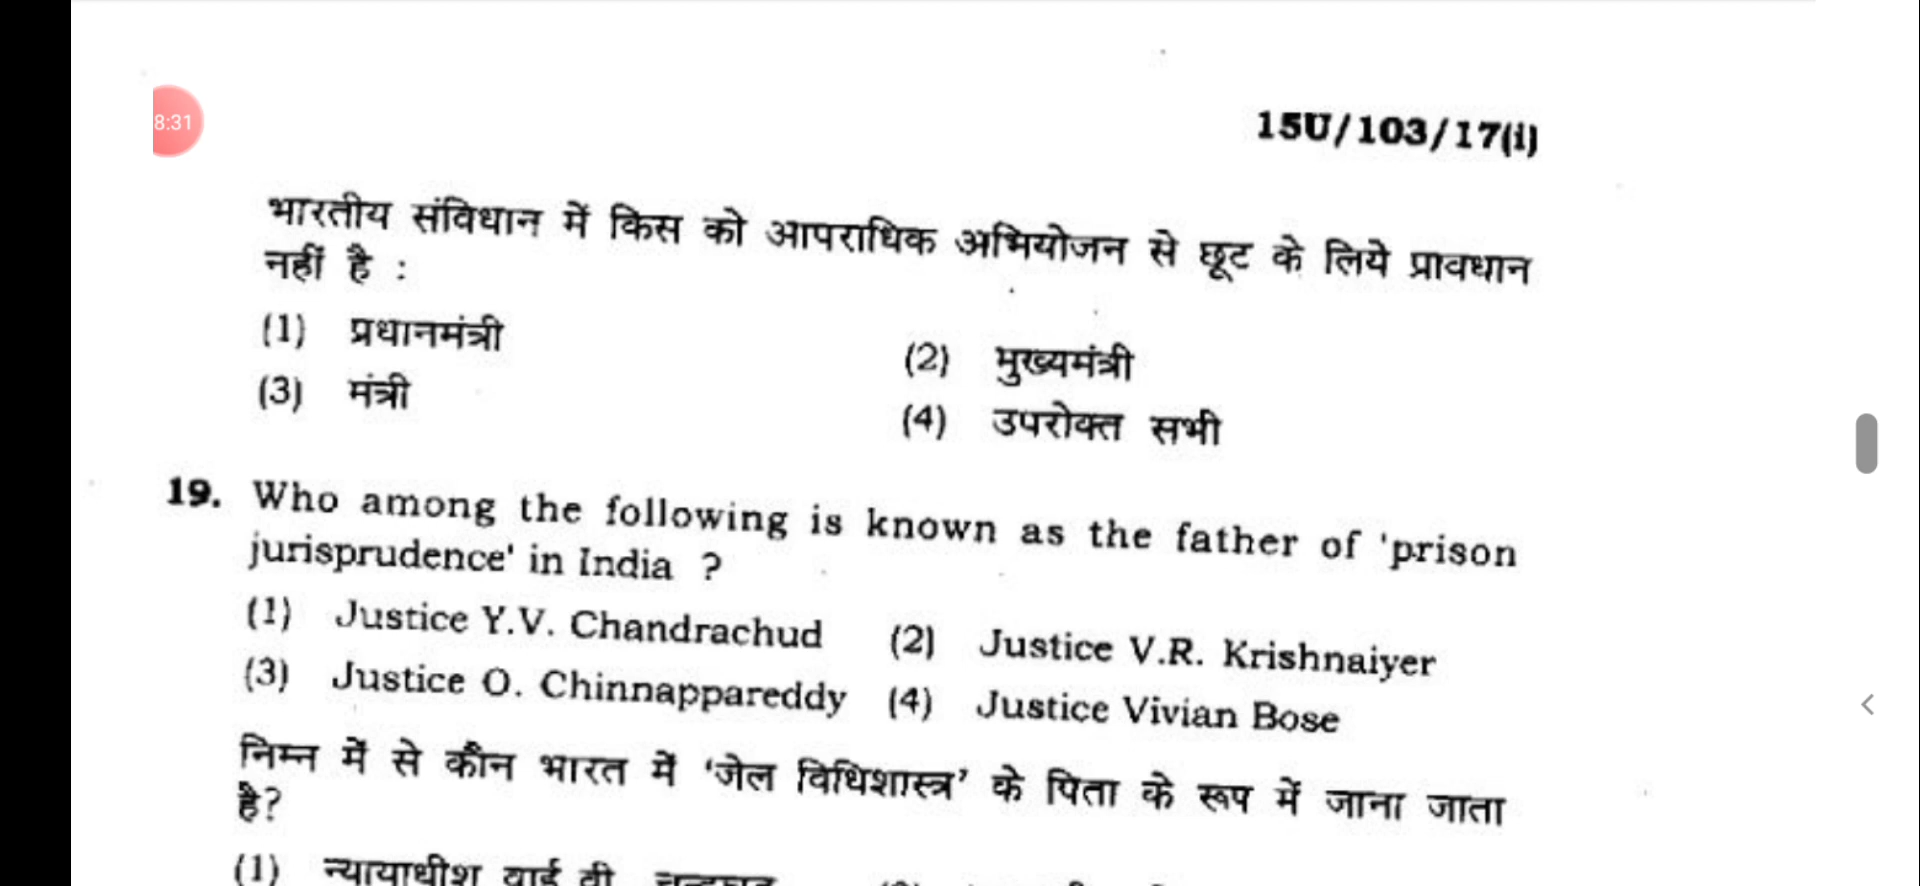 8:31
15U/103/17(i)
भारतीय संविधान में किस को आपराधिक अभियोजन से छूट के लिये प्रावधान
नहीं है :
(1) प्रधानमंत्री (2) मुख्यमंत्री
(3) मंत्री (4) उपरोक्त सभी
19. Who among the following is known as the father of 'prison
jurisprudence' in India ?
(1) Justice Y.V. Chandrachud (2) Justice V.R. Krishnaiyer
(3) Justice O. Chinnappareddy (4) Justice Vivian Bose
निम्न में से कौन भारत में ‘जेल विधिशास्त्र’ के पिता के रूप में जाना जाता
है?
(1) न्यायाधीश वाई वी